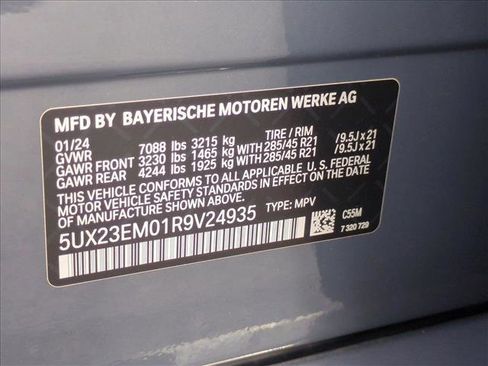 MFD BY BAYERISCHE MOTOREN WERKE AG
01/24 TIRE / RIM
GVWR 7088 lbs 3215 kg
GAWR FRONT 3230 lbs 1465 kg WITH 285/45 R21 /9.5J x 21
GAWR REAR 4244 lbs 1925 kg WITH 285/45 R21 /9.5J x 21
THIS VEHICLE CONFORMS TO ALL APPLICABLE U.S. FEDERAL
MOTOR VEHICLE SAFETY STANDARDS IN EFFECT ON THE DATE
OF MANUFACTURE SHOWN ABOVE.
5UX23EM01R9V24935 TYPE: MPV
C55M
7 320 729